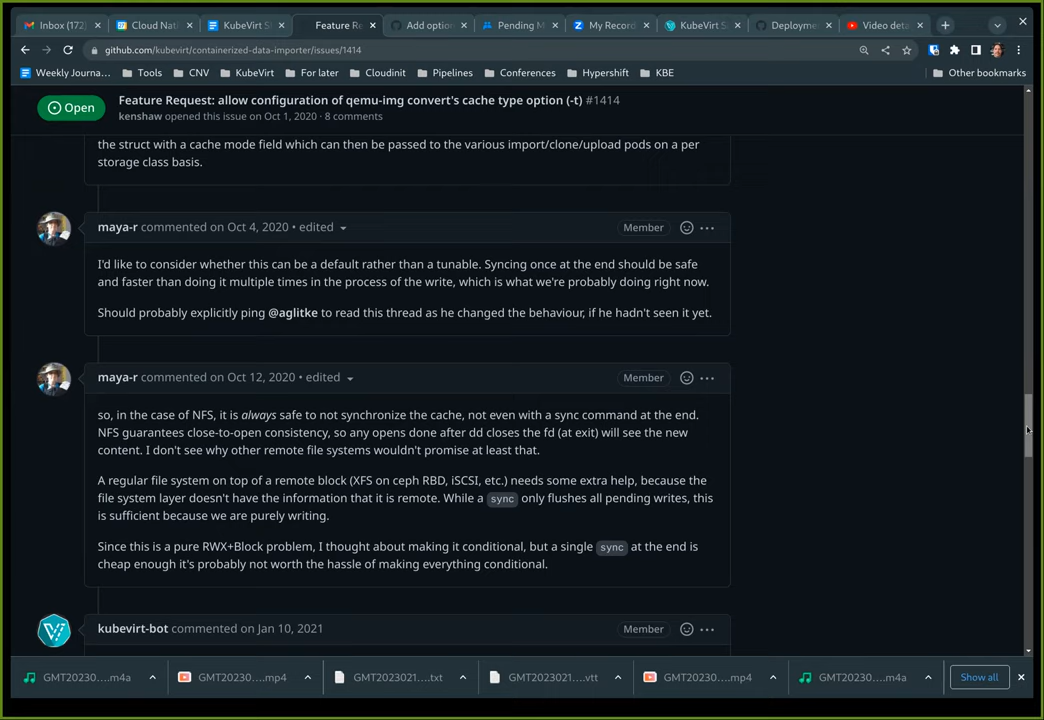 Inbox (172
Cloud Nati
KubeVirt S
Feature Re
Add option
Pending M
My Record
KubeVirt S
Deployme
Video deta
github.com/kubevirt/containerized-data-importer/issues/1414
Weekly Journa...
Tools
CNV
KubeVirt
For later
Cloudinit
Pipelines
Conferences
Hypershift
KBE
Other bookmarks
Open
Feature Request: allow configuration of qemu-img convert's cache type option (-t) #1414
kenshaw opened this issue on Oct 1, 2020 · 8 comments
the struct with a cache mode field which can then be passed to the various import/clone/upload pods on a per
storage class basis.
maya-r commented on Oct 4, 2020 • edited
Member
I'd like to consider whether this can be a default rather than a tunable. Syncing once at the end should be safe
and faster than doing it multiple times in the process of the write, which is what we're probably doing right now.
Should probably explicitly ping @aglitke to read this thread as he changed the behaviour, if he hadn't seen it yet.
maya-r commented on Oct 12, 2020 • edited
Member
so, in the case of NFS, it is always safe to not synchronize the cache, not even with a sync command at the end.
NFS guarantees close-to-open consistency, so any opens done after dd closes the fd (at exit) will see the new
content. I don't see why other remote file systems wouldn't promise at least that.
A regular file system on top of a remote block (XFS on ceph RBD, iSCSI, etc.) needs some extra help, because the
file system layer doesn't have the information that it is remote. While a sync only flushes all pending writes, this
is sufficient because we are purely writing.
Since this is a pure RWX+Block problem, I thought about making it conditional, but a single sync at the end is
cheap enough it's probably not worth the hassle of making everything conditional.
kubevirt-bot commented on Jan 10, 2021
Member
GMT20230....m4a
GMT20230....mp4
GMT2023021....txt
GMT2023021....vtt
GMT20230....mp4
GMT20230....m4a
Show all